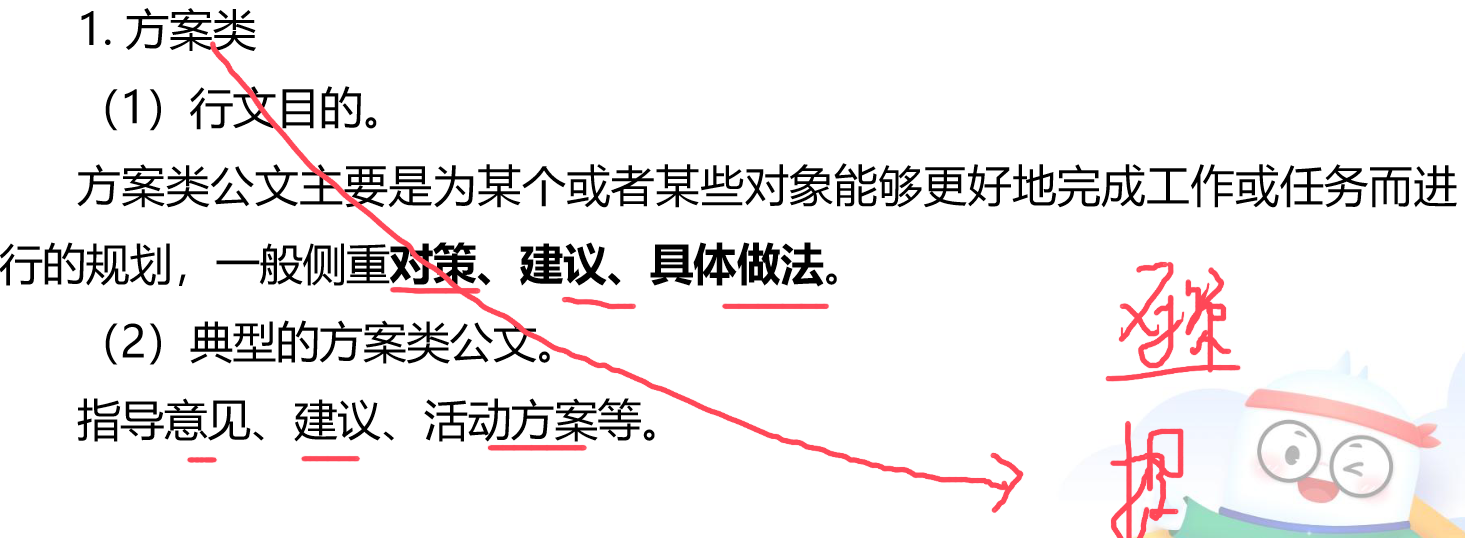 1. 方案类
（1）行文目的。
方案类公文主要是为某个或者某些对象能够更好地完成工作或任务而进
行的规划，一般侧重对策、建议、具体做法。
对策
（2）典型的方案类公文。
指导意见、建议、活动方案等。